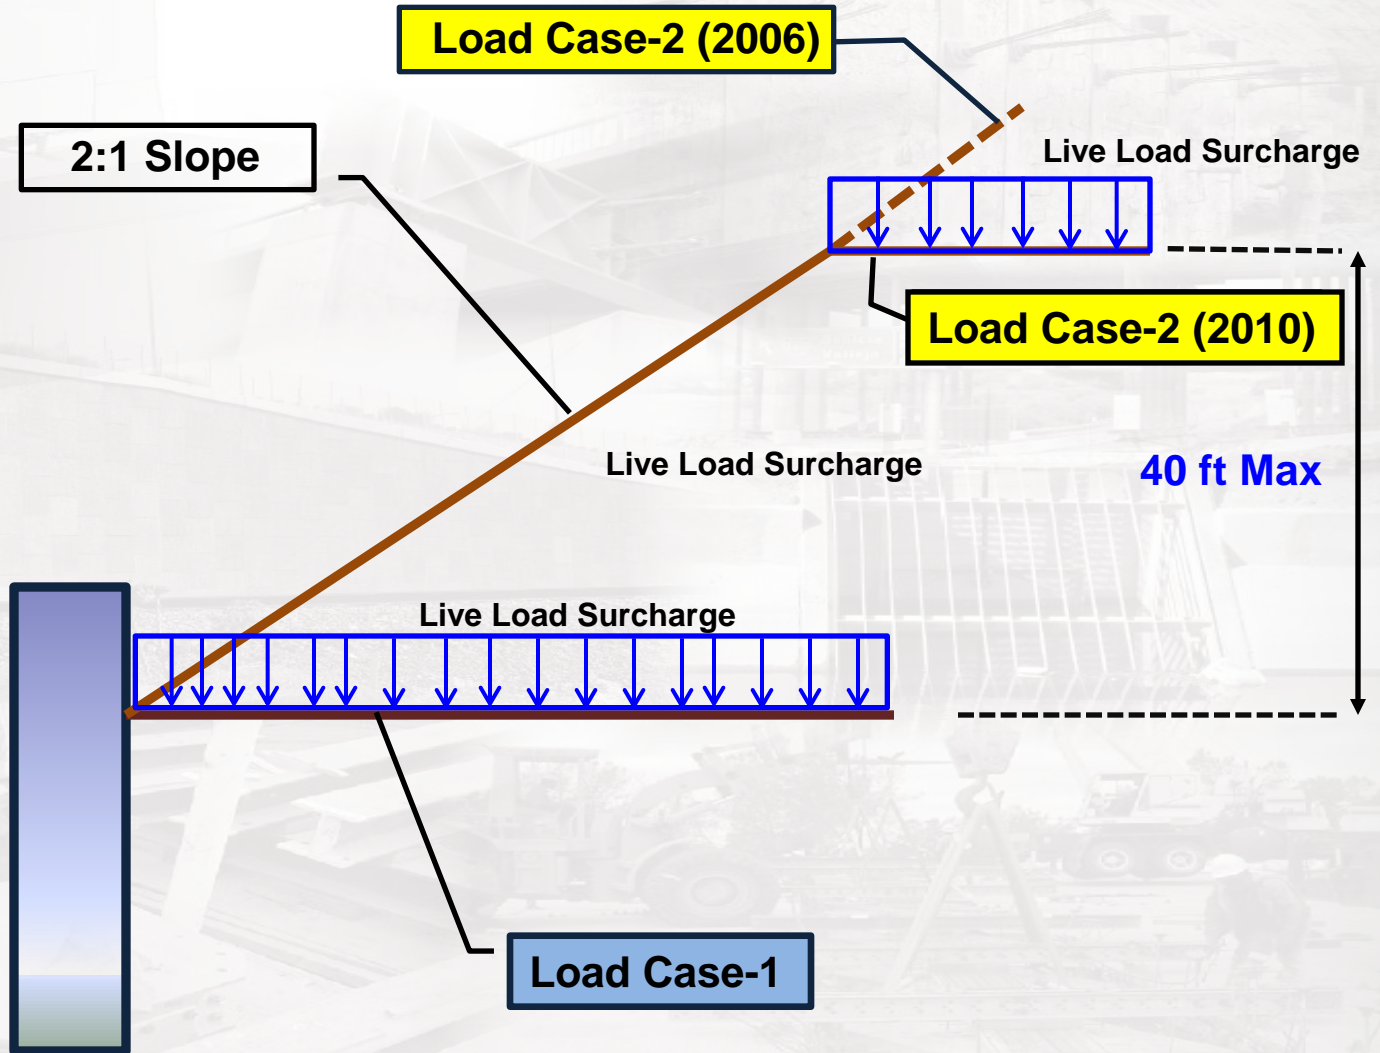 Load Case-2 (2006)
2:1 Slope
Live Load Surcharge
Load Case-2 (2010)
Live Load Surcharge
40 ft Max
Live Load Surcharge
Load Case-1